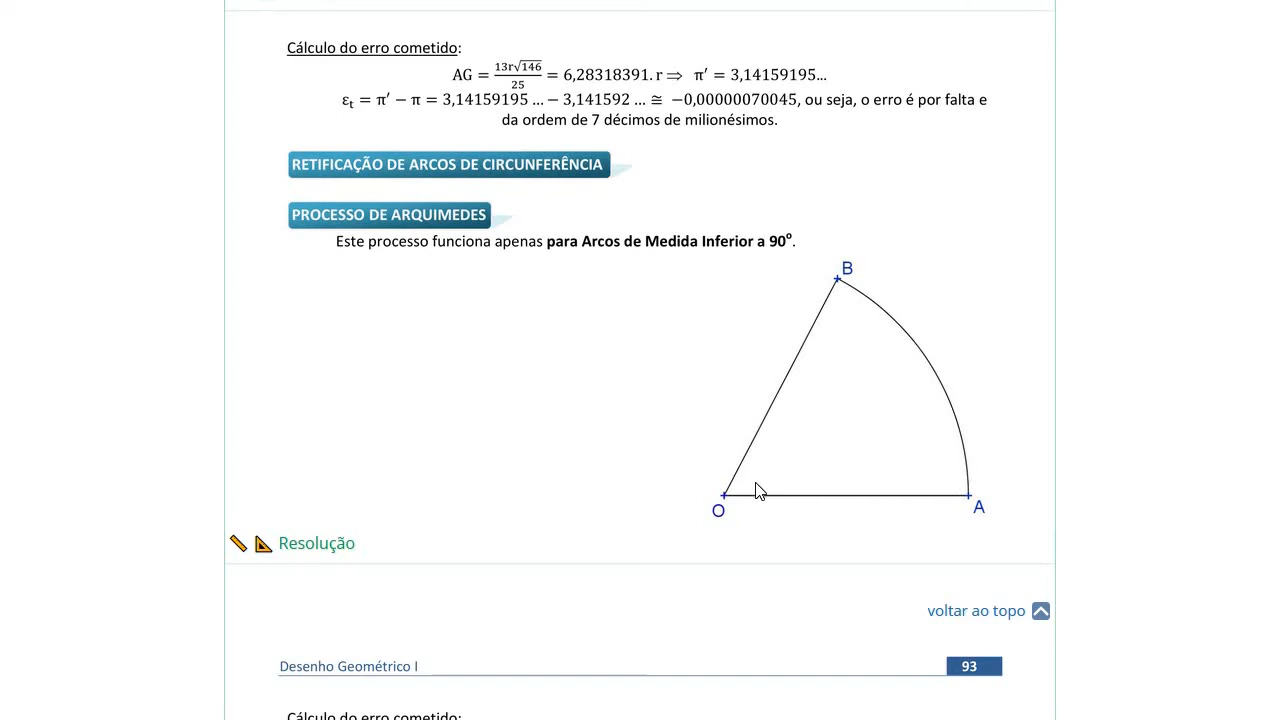 Cálculo do erro cometido:
AG = 13r√146/25 = 6,28318391. r ⟹ π′ = 3,14159195...
εt = π′ − π = 3,14159195 ... − 3,141592 ... ≅ −0,00000070045, ou seja, o erro é por falta e
da ordem de 7 décimos de milionésimos.
RETIFICAÇÃO DE ARCOS DE CIRCUNFERÊNCIA
PROCESSO DE ARQUIMEDES
Este processo funciona apenas para Arcos de Medida Inferior a 90º.
B
O
A
Resolução
voltar ao topo
Desenho Geométrico I 93
Cálculo do erro cometido: